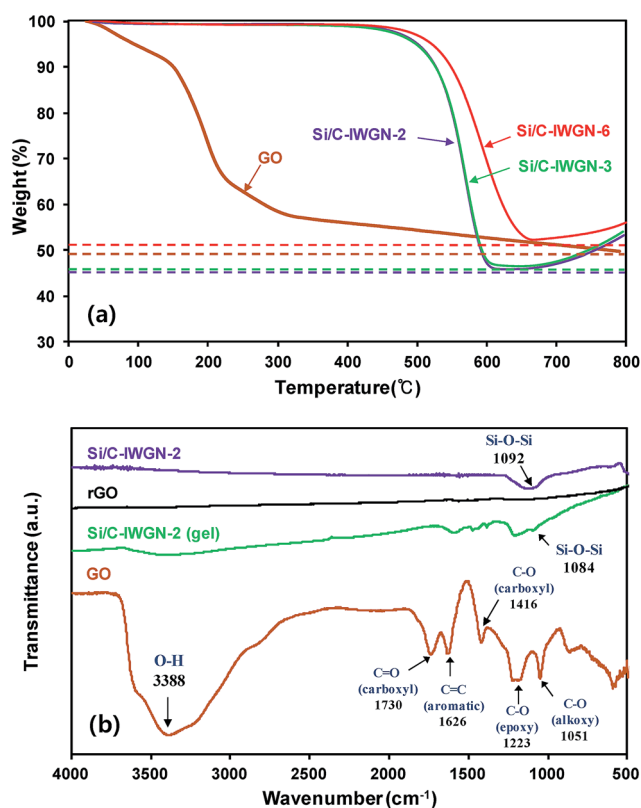 100
90
80
70
60
50
40
30
Weight (%)
GO
Si/C-IWGN-2
Si/C-IWGN-6
Si/C-IWGN-3
(a)
0 100 200 300 400 500 600 700 800
Temperature(℃)
Si/C-IWGN-2
Si-O-Si
1092
rGO
Si/C-IWGN-2 (gel)
Si-O-Si
1084
GO
C-O
(carboxyl)
1416
O-H
3388
C=O
(carboxyl)
1730
C=C
(aromatic)
1626
C-O
(epoxy)
1223
C-O
(alkoxy)
1051
(b)
Transmittance (a.u.)
4000 3500 3000 2500 2000 1500 1000 500
Wavenumber (cm⁻¹)